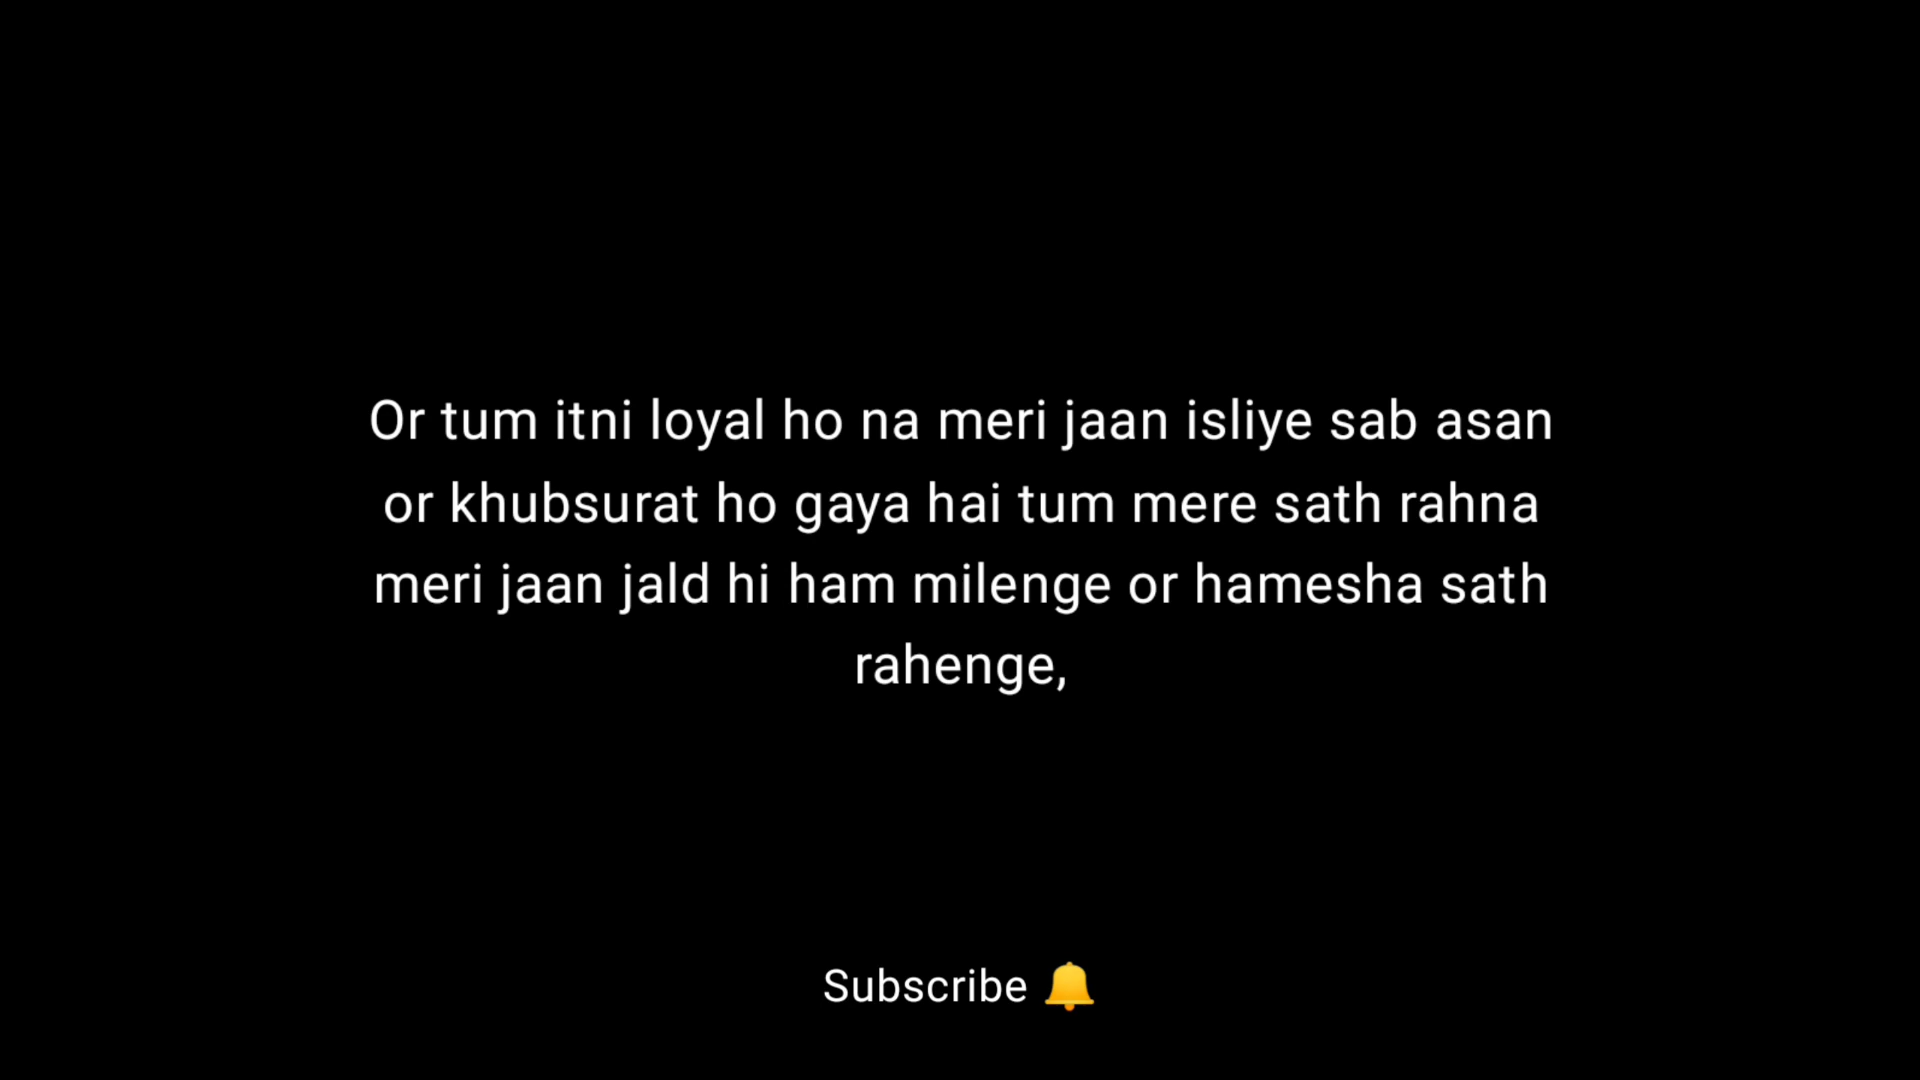 Or tum itni loyal ho na meri jaan isliye sab asan
or khubsurat ho gaya hai tum mere sath rahna
meri jaan jald hi ham milenge or hamesha sath
rahenge,
Subscribe 🔔